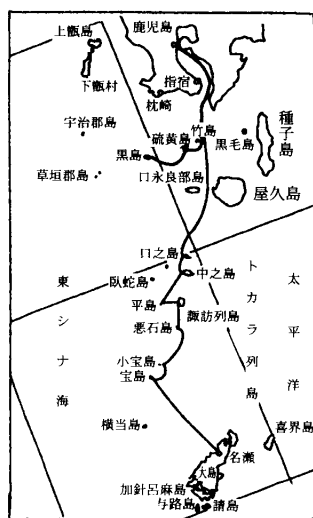 上甑島
鹿児島
下甑村
指宿
枕崎
宇治郡島
硫黄島
竹島
黒島
黒毛島
種子島
草垣郡島
口永良部島
屋久島
口之島
中之島
臥蛇島
平島
諏訪列島
悪石島
小宝島
宝島
東シナ海
トカラ列島
太平洋
横当島
喜界島
名瀬
大島
加針呂麻島
与路島
請島